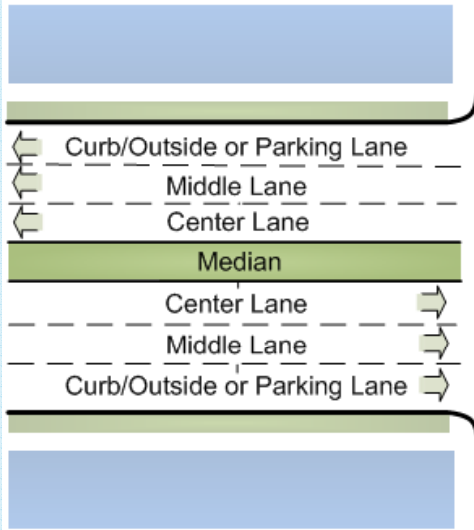 Curb/Outside or Parking Lane
Middle Lane
Center Lane
Median
Center Lane
Middle Lane
Curb/Outside or Parking Lane